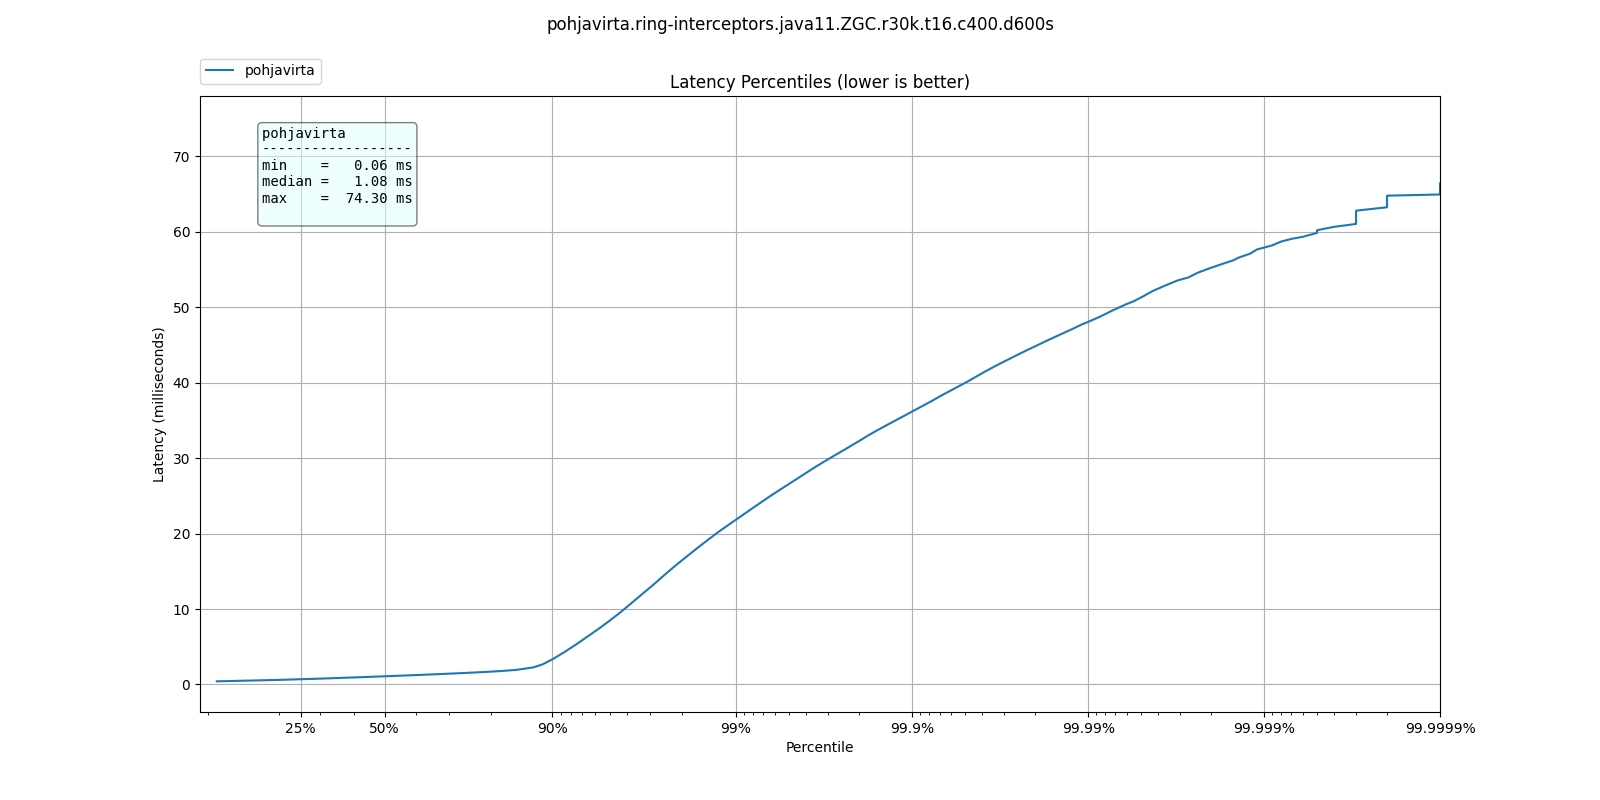 pohjavirta.ring-interceptors.java11.ZGC.r30k.t16.c400.d600s
pohjavirta
Latency Percentiles (lower is better)
pohjavirta
------------------
min    =   0.06 ms
median =   1.08 ms
max    =  74.30 ms
70
60
50
40
30
20
10
0
Latency (milliseconds)
25% 50% 90% 99% 99.9% 99.99% 99.999% 99.9999%
Percentile